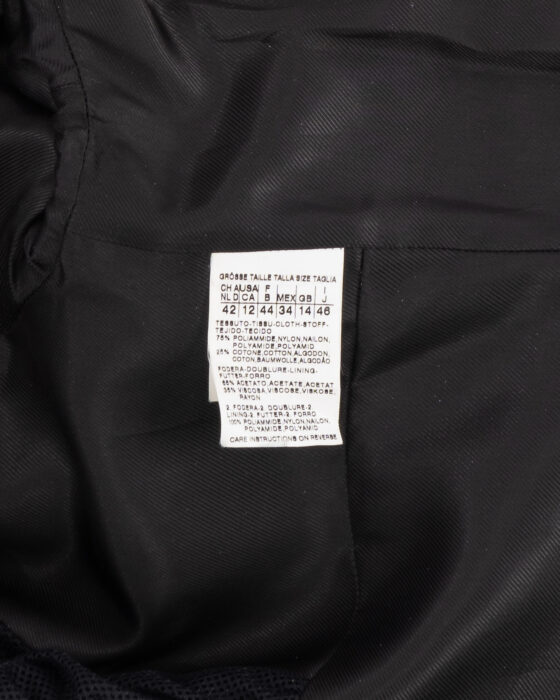 GRÖSSE TAILLE TALLA SIZE TAGLIA
CH A USA F I
NL D CA B MEX GB J
42 12 44 34 14 46
TESSUTO-TISSU-CLOTH-STOFF-
TEJIDO-TECIDO
75% POLIAMMIDE,NYLON,NAILON,
POLYAMIDE,POLYAMID
25% COTONE,COTTON,ALGODON,
COTON,BAUMWOLLE,ALGODÃO
FODERA-DOUBLURE-LINING-
FUTTER-FORRO
65% ACETATO,ACETATE,ACETAT
35% VISCOSA,VISCOSE,VISKOSE,
RAYON
2. FODERA-2. DOUBLURE-2
LINING-2. FUTTER-2. FORRO
100% POLIAMMIDE,NYLON,NAILON,
POLYAMIDE,POLYAMID
CARE INSTRUCTIONS ON REVERSE